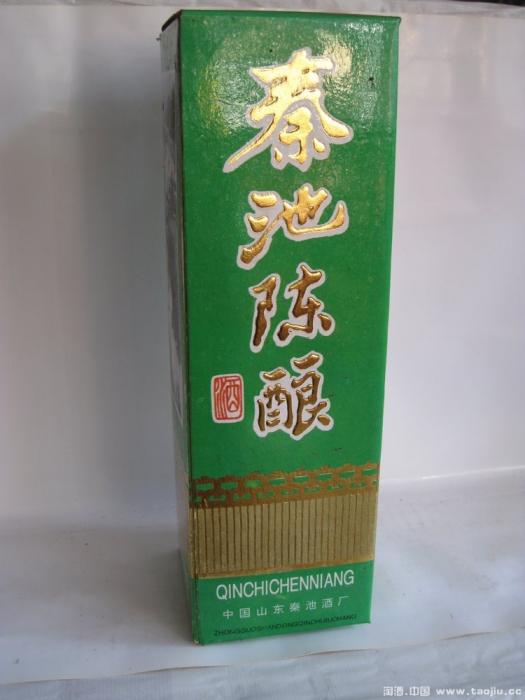 秦池陈酿
酒
QINCHICHENNIANG
中国山东秦池酒厂
ZHONGGUOSHANDONGQINCHIJIUCHANG
淘酒.中国 www.taojiu.cc